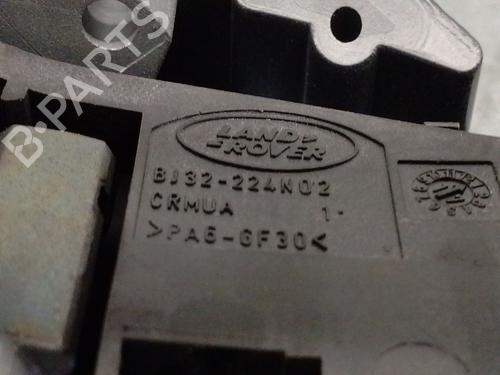 B-PARTS
LAND-
ROVER
BJ32-224N02
CRMUA 1-
>PA6-GF30<